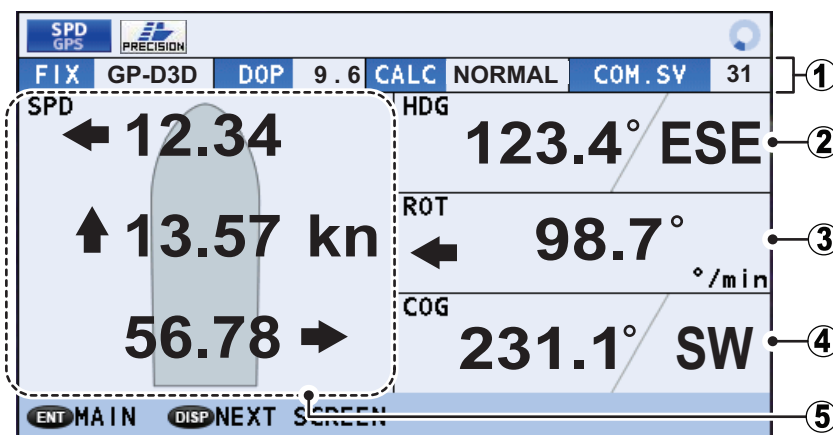 SPD
GPS
PRECISION
FIX GP-D3D DOP 9.6 CALC NORMAL COM.SV 31
①
SPD
← 12.34
↑ 13.57 kn
56.78 →
HDG
123.4° ESE
②
ROT
← 98.7°
°/min
③
COG
231.1° SW
④
ENT MAIN DISP NEXT SCREEN
⑤